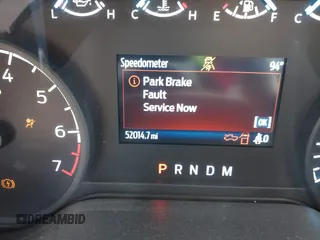 L H C H E F
Speedometer 94°
Park Brake
Fault
Service Now
[OK]
52014.7 mi
4 5 6 7
P R N D M
DREAMBID